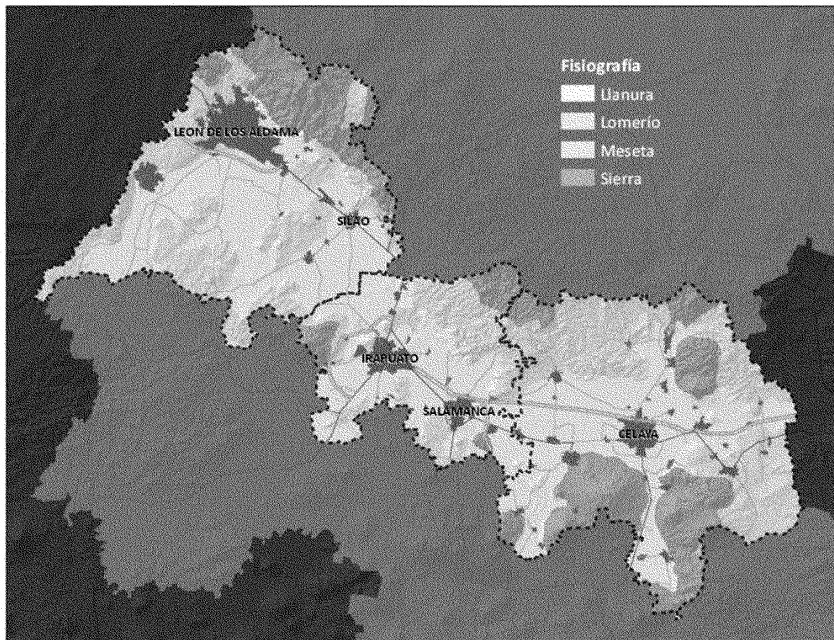 Fisiografía
Llanura
Lomerío
Meseta
Sierra
LEON DE LOS ALDAMA
SILAO
IRAPUATO
SALAMANCA
CELAYA